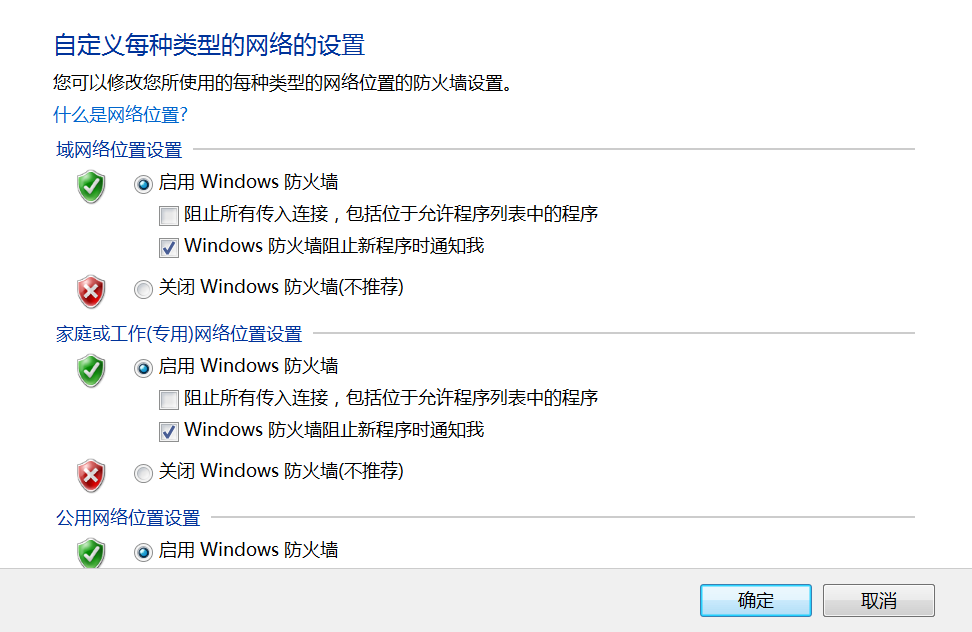 自定义每种类型的网络的设置
您可以修改您所使用的每种类型的网络位置的防火墙设置。
什么是网络位置?
域网络位置设置
启用 Windows 防火墙
阻止所有传入连接，包括位于允许程序列表中的程序
Windows 防火墙阻止新程序时通知我
关闭 Windows 防火墙(不推荐)
家庭或工作(专用)网络位置设置
启用 Windows 防火墙
阻止所有传入连接，包括位于允许程序列表中的程序
Windows 防火墙阻止新程序时通知我
关闭 Windows 防火墙(不推荐)
公用网络位置设置
启用 Windows 防火墙
确定 取消